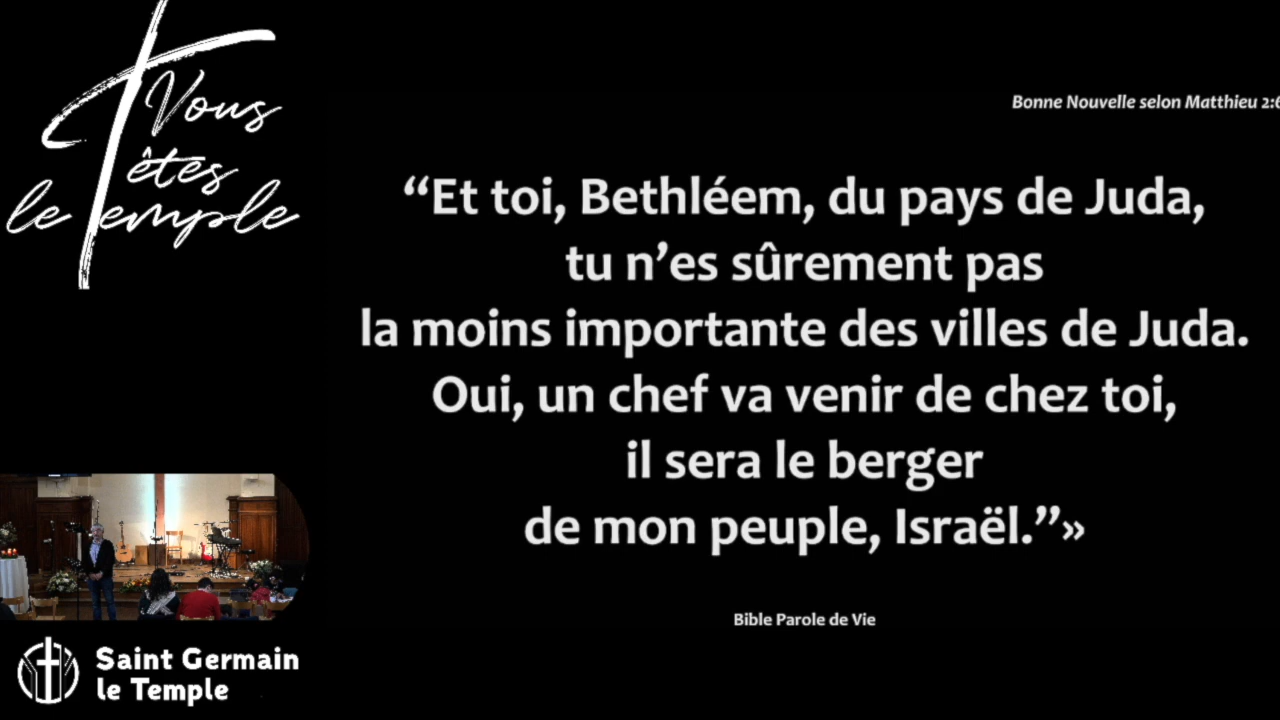 Vous
êtes
le Temple
Bonne Nouvelle selon Matthieu 2:6
“Et toi, Bethléem, du pays de Juda,
tu n’es sûrement pas
la moins importante des villes de Juda.
Oui, un chef va venir de chez toi,
il sera le berger
de mon peuple, Israël.”»
Bible Parole de Vie
Saint Germain
le Temple